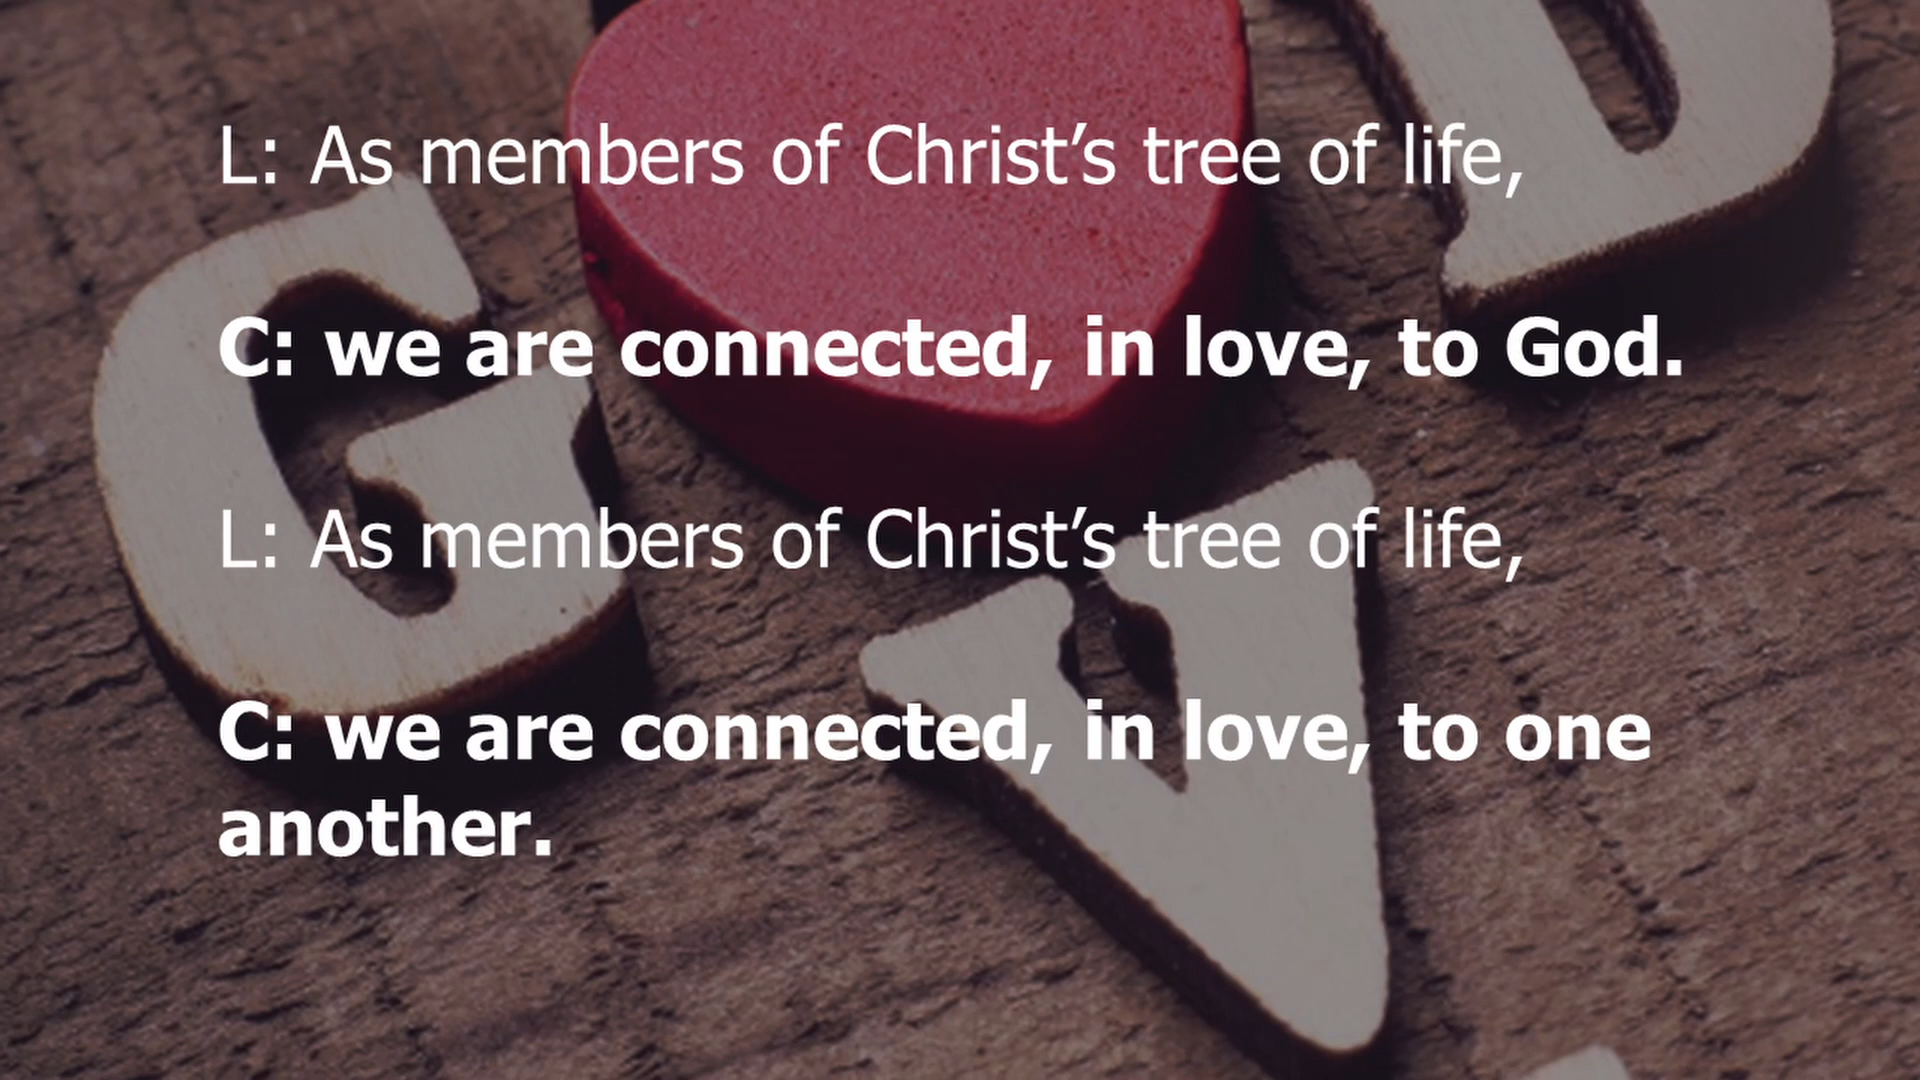 L: As members of Christ’s tree of life,
C: we are connected, in love, to God.
L: As members of Christ’s tree of life,
C: we are connected, in love, to one
another.
G D
V